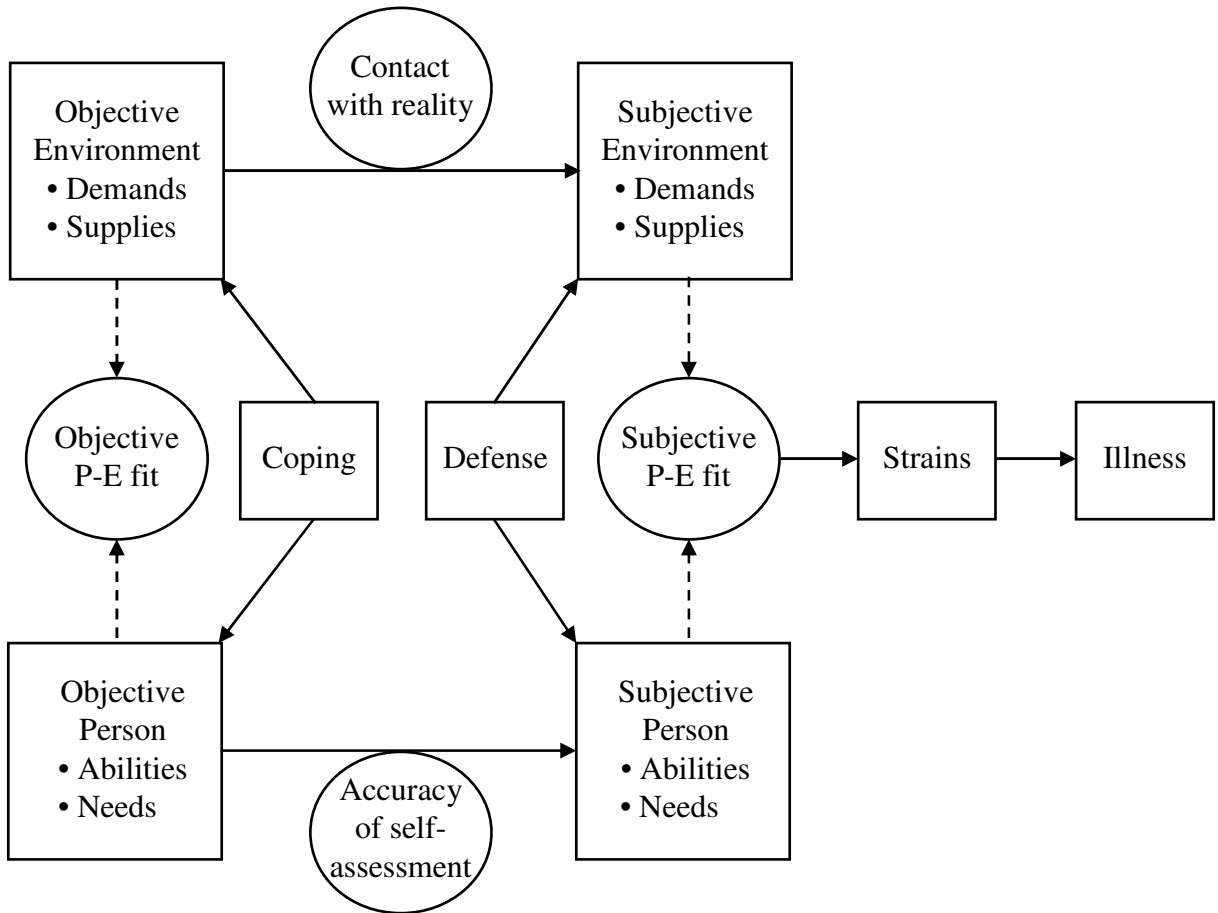 Contact
with reality
Objective
Environment
• Demands
• Supplies
Subjective
Environment
• Demands
• Supplies
Objective
P-E fit
Coping
Defense
Subjective
P-E fit
Strains
Illness
Objective
Person
• Abilities
• Needs
Accuracy
of self-
assessment
Subjective
Person
• Abilities
• Needs